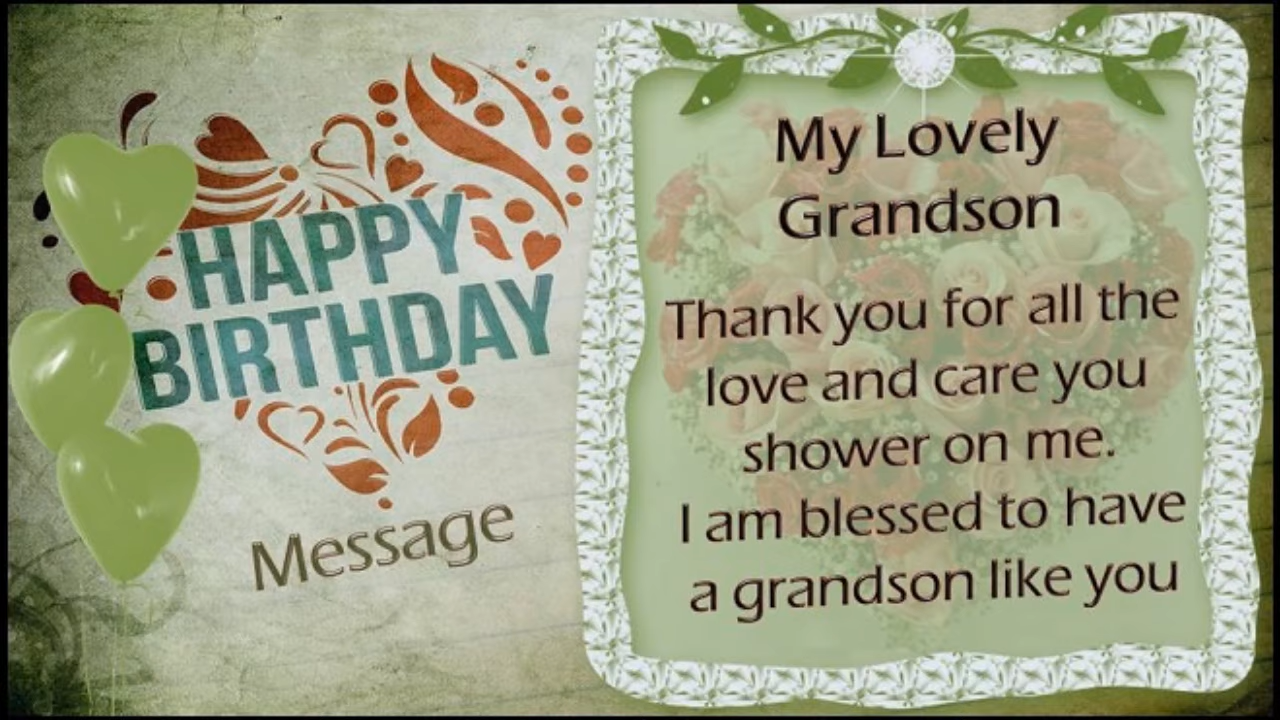 HAPPY
BIRTHDAY
Message
My Lovely
Grandson
Thank you for all the
love and care you
shower on me.
I am blessed to have
a grandson like you